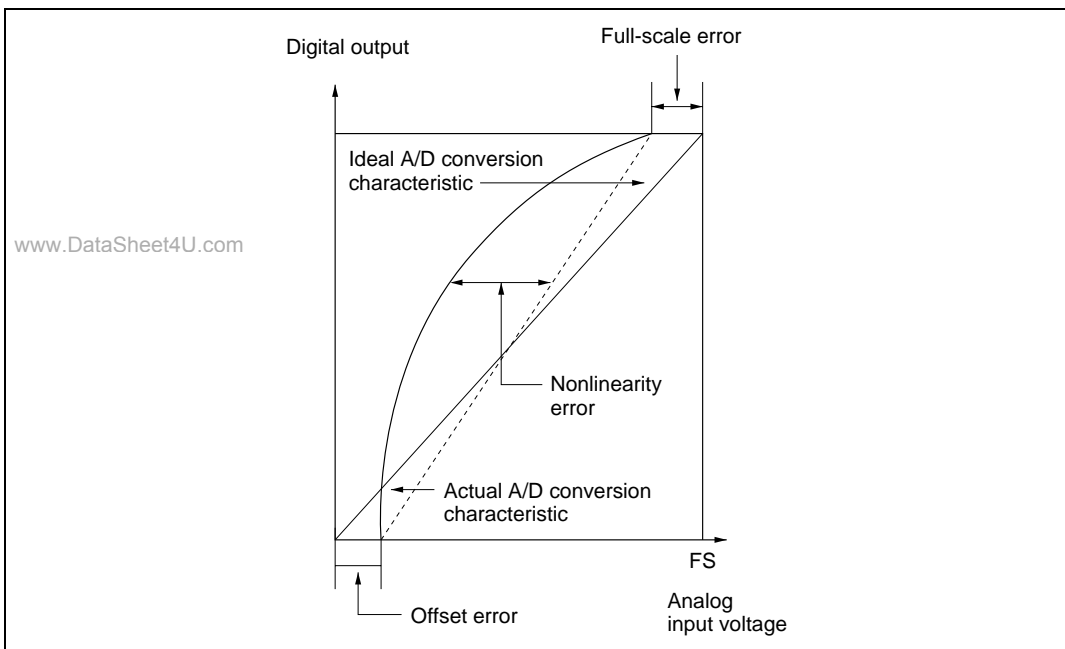 Full-scale error
Digital output
Ideal A/D conversion
characteristic
www.DataSheet4U.com
Nonlinearity
error
Actual A/D conversion
characteristic
FS
Offset error
Analog
input voltage